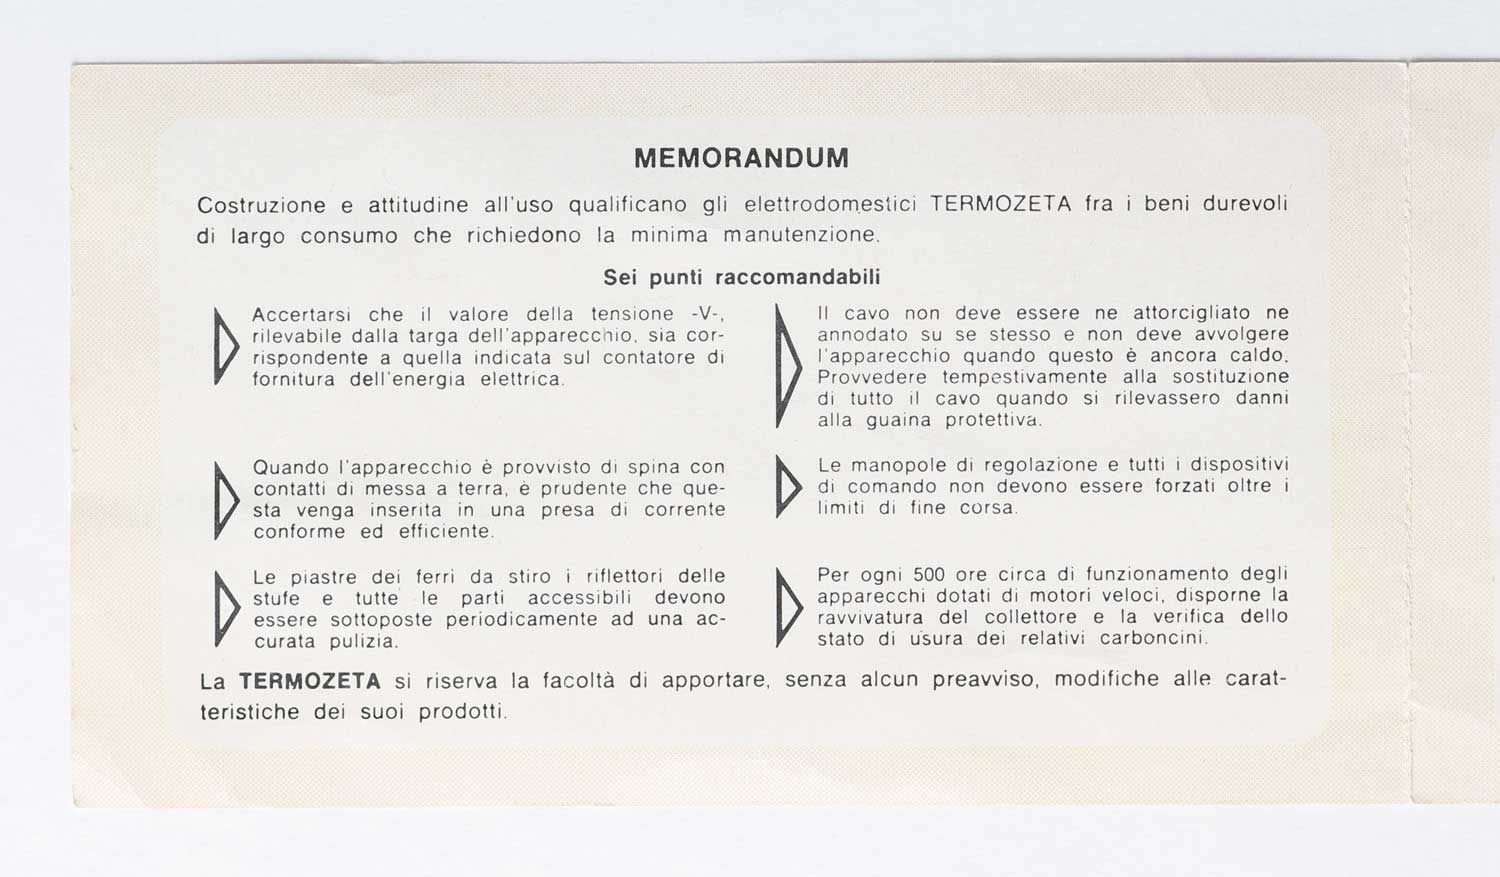 MEMORANDUM
Costruzione e attitudine all'uso qualificano gli elettrodomestici TERMOZETA fra i beni durevoli
di largo consumo che richiedono la minima manutenzione.
Sei punti raccomandabili
Accertarsi che il valore della tensione -V-,
rilevabile dalla targa dell'apparecchio, sia cor-
rispondente a quella indicata sul contatore di
fornitura dell'energia elettrica.
Quando l'apparecchio è provvisto di spina con
contatti di messa a terra, è prudente che que-
sta venga inserita in una presa di corrente
conforme ed efficiente.
Le piastre dei ferri da stiro i riflettori delle
stufe e tutte le parti accessibili devono
essere sottoposte periodicamente ad una ac-
curata pulizia.
Il cavo non deve essere ne attorcigliato ne
annodato su se stesso e non deve avvolgere
l'apparecchio quando questo è ancora caldo.
Provvedere tempestivamente alla sostituzione
di tutto il cavo quando si rilevassero danni
alla guaina protettiva.
Le manopole di regolazione e tutti i dispositivi
di comando non devono essere forzati oltre i
limiti di fine corsa.
Per ogni 500 ore circa di funzionamento degli
apparecchi dotati di motori veloci, disporne la
ravvivatura del collettore e la verifica dello
stato di usura dei relativi carboncini.
La TERMOZETA si riserva la facoltà di apportare, senza alcun preavviso, modifiche alle carat-
teristiche dei suoi prodotti.